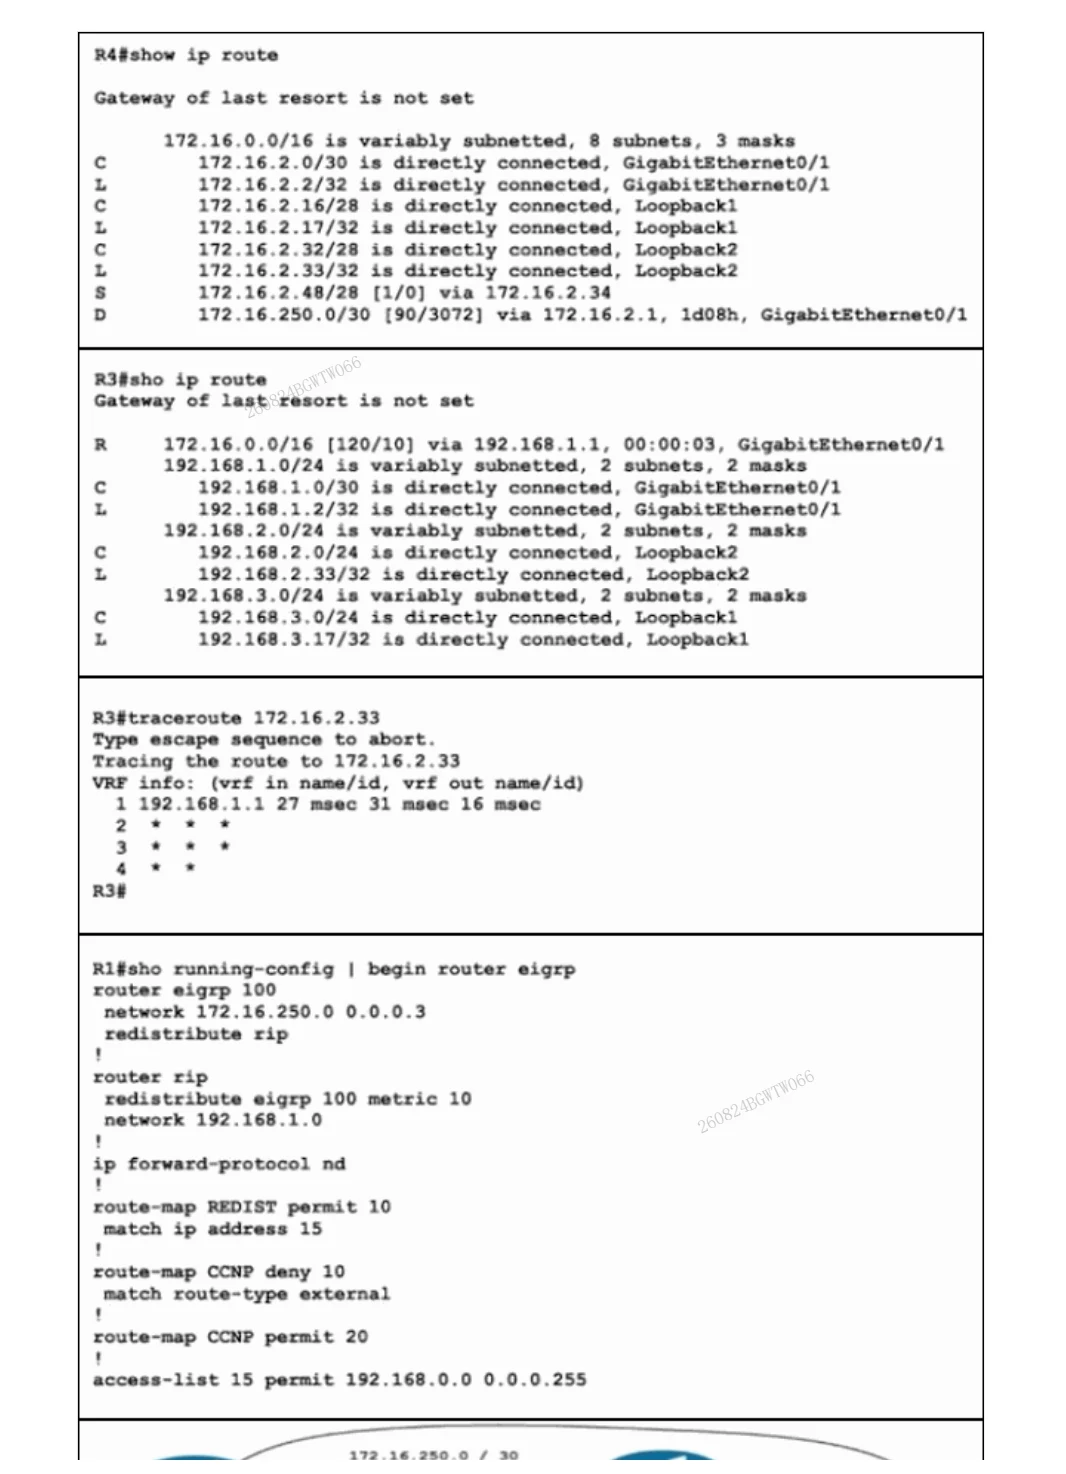 R4#show ip route
Gateway of last resort is not set
172.16.0.0/16 is variably subnetted, 8 subnets, 3 masks
C 172.16.2.0/30 is directly connected, GigabitEthernet0/1
L 172.16.2.2/32 is directly connected, GigabitEthernet0/1
C 172.16.2.16/28 is directly connected, Loopback1
L 172.16.2.17/32 is directly connected, Loopback1
C 172.16.2.32/28 is directly connected, Loopback2
L 172.16.2.33/32 is directly connected, Loopback2
S 172.16.2.48/28 [1/0] via 172.16.2.34
D 172.16.250.0/30 [90/3072] via 172.16.2.1, 1d08h, GigabitEthernet0/1
260824BGWTW066
R3#sho ip route
Gateway of last resort is not set
R 172.16.0.0/16 [120/10] via 192.168.1.1, 00:00:03, GigabitEthernet0/1
192.168.1.0/24 is variably subnetted, 2 subnets, 2 masks
C 192.168.1.0/30 is directly connected, GigabitEthernet0/1
L 192.168.1.2/32 is directly connected, GigabitEthernet0/1
192.168.2.0/24 is variably subnetted, 2 subnets, 2 masks
C 192.168.2.0/24 is directly connected, Loopback2
L 192.168.2.33/32 is directly connected, Loopback2
192.168.3.0/24 is variably subnetted, 2 subnets, 2 masks
C 192.168.3.0/24 is directly connected, Loopback1
L 192.168.3.17/32 is directly connected, Loopback1
R3#traceroute 172.16.2.33
Type escape sequence to abort.
Tracing the route to 172.16.2.33
VRF info: (vrf in name/id, vrf out name/id)
1 192.168.1.1 27 msec 31 msec 16 msec
2 * * *
3 * * *
4 * *
R3#
R1#sho running-config | begin router eigrp
router eigrp 100
network 172.16.250.0 0.0.0.3
redistribute rip
!
router rip
redistribute eigrp 100 metric 10
network 192.168.1.0
!
ip forward-protocol nd
!
route-map REDIST permit 10
match ip address 15
!
route-map CCNP deny 10
match route-type external
!
route-map CCNP permit 20
!
access-list 15 permit 192.168.0.0 0.0.0.255
260824BGWTW066
172.16.250.0 / 30